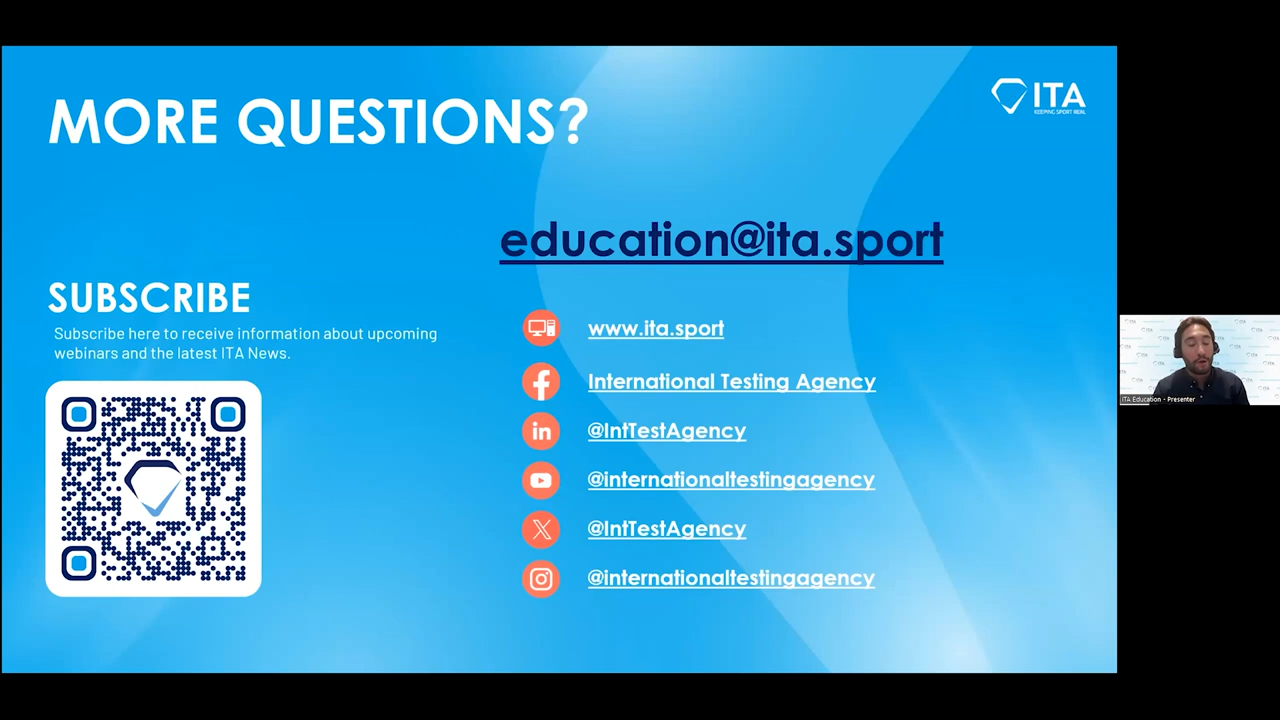 MORE QUESTIONS?
ITA
KEEPING SPORT REAL
education@ita.sport
SUBSCRIBE
Subscribe here to receive information about upcoming
webinars and the latest ITA News.
www.ita.sport
International Testing Agency
@IntTestAgency
@internationaltestingagency
@IntTestAgency
@internationaltestingagency
ITA Education - Presenter